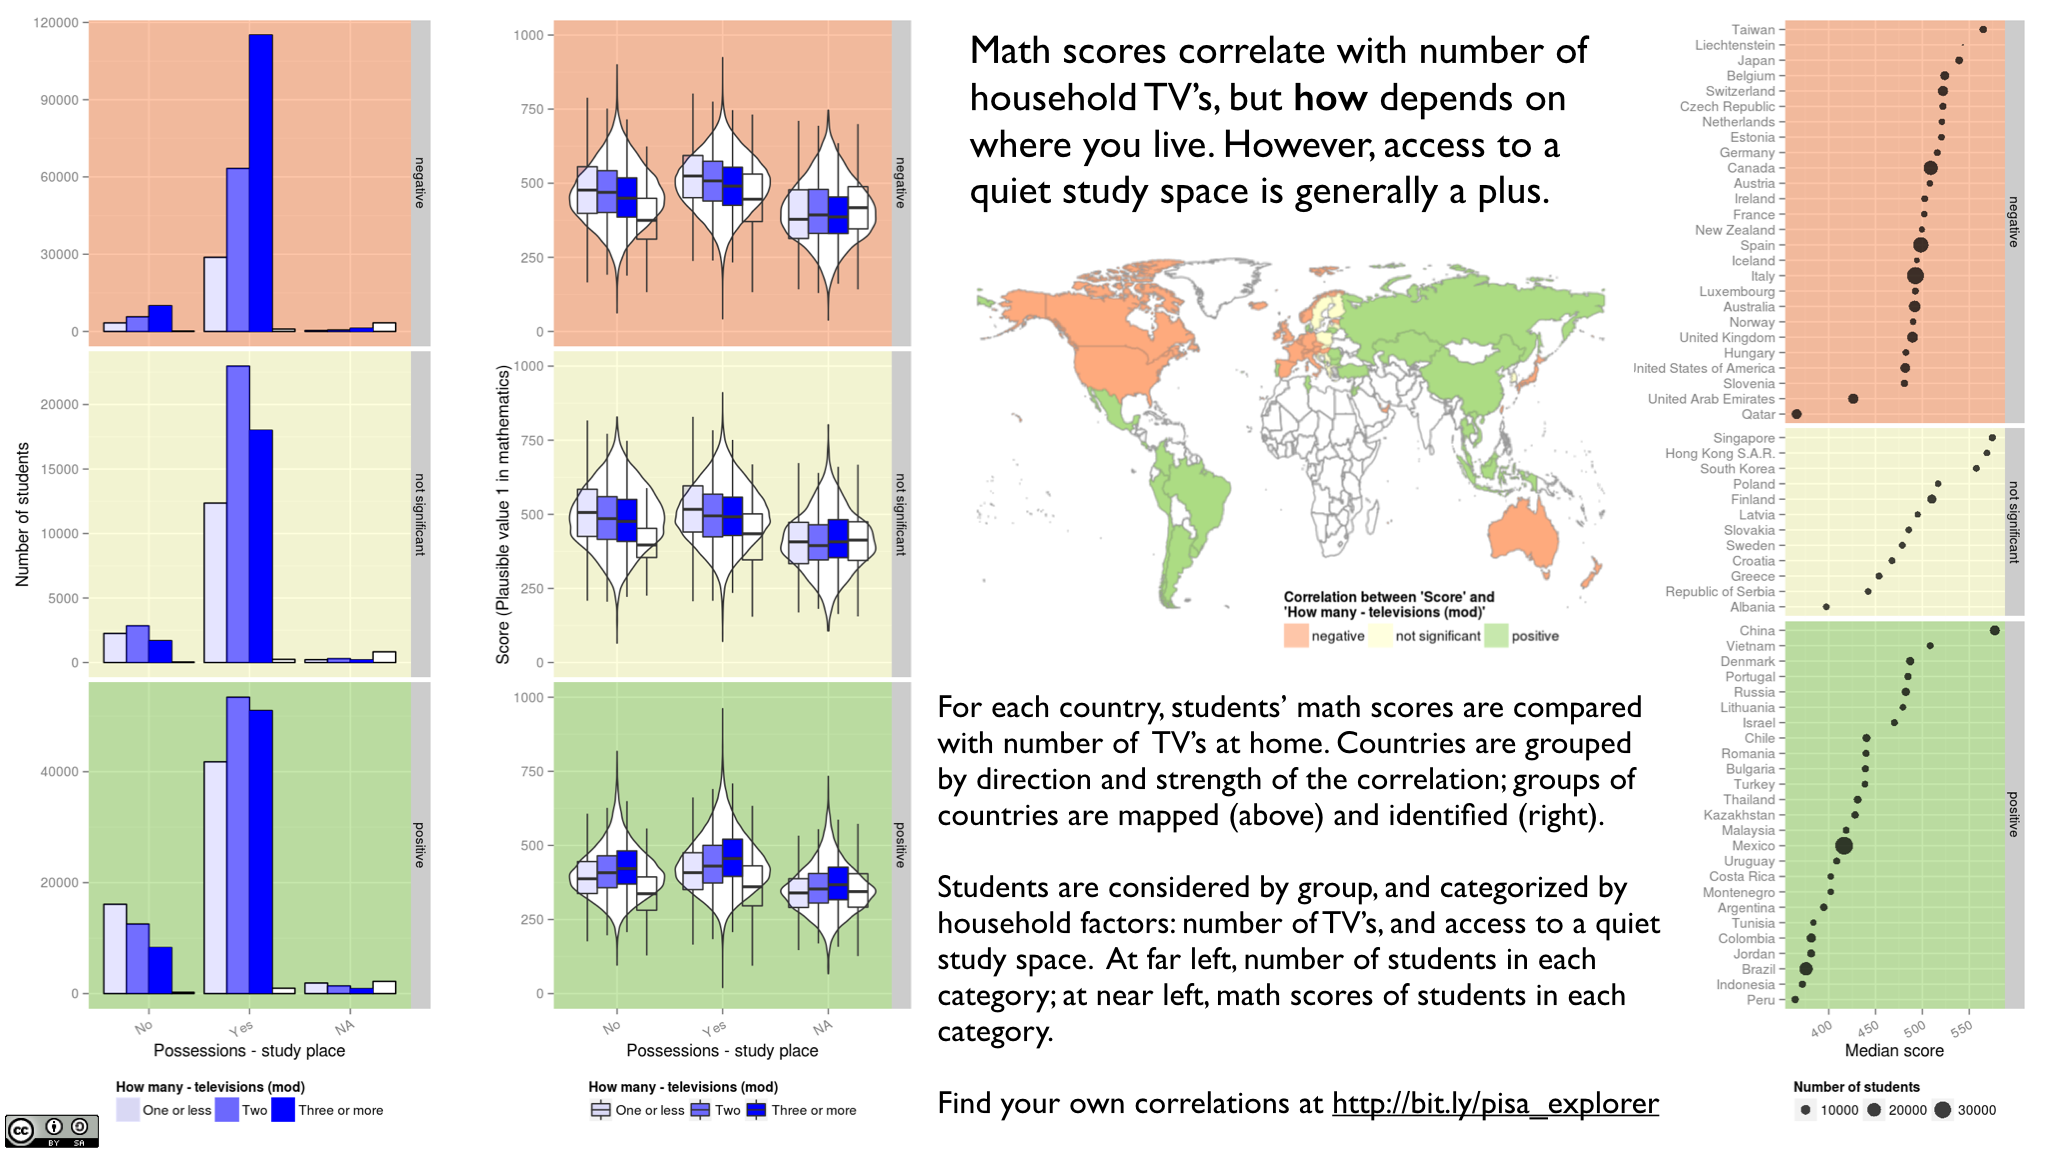 120000
90000
60000
30000
0
negative
20000
15000
10000
5000
0
not significant
40000
20000
0
positive
Number of students
No
Yes
NA
Possessions - study place
How many - televisions (mod)
One or less
Two
Three or more
cc BY SA
1000
750
500
250
0
negative
1000
750
500
250
0
not significant
1000
750
500
250
0
positive
Score (Plausible value 1 in mathematics)
No
Yes
NA
Possessions - study place
How many - televisions (mod)
One or less
Two
Three or more
Math scores correlate with number of
household TV's, but how depends on
where you live. However, access to a
quiet study space is generally a plus.
Correlation between 'Score' and
'How many - televisions (mod)'
negative
not significant
positive
For each country, students' math scores are compared
with number of TV's at home. Countries are grouped
by direction and strength of the correlation; groups of
countries are mapped (above) and identified (right).
Students are considered by group, and categorized by
household factors: number of TV's, and access to a quiet
study space. At far left, number of students in each
category; at near left, math scores of students in each
category.
Find your own correlations at http://bit.ly/pisa_explorer
Taiwan
Liechtenstein
Japan
Belgium
Switzerland
Czech Republic
Netherlands
Estonia
Germany
Canada
Austria
Ireland
France
New Zealand
Spain
Iceland
Italy
Luxembourg
Australia
Norway
United Kingdom
Hungary
Inited States of America
Slovenia
United Arab Emirates
Qatar
negative
Singapore
Hong Kong S.A.R.
South Korea
Poland
Finland
Latvia
Slovakia
Sweden
Croatia
Greece
Republic of Serbia
Albania
not significant
China
Vietnam
Denmark
Portugal
Russia
Lithuania
Israel
Chile
Romania
Bulgaria
Turkey
Thailand
Kazakhstan
Malaysia
Mexico
Uruguay
Costa Rica
Montenegro
Argentina
Tunisia
Colombia
Jordan
Brazil
Indonesia
Peru
positive
400
450
500
550
Median score
Number of students
10000
20000
30000